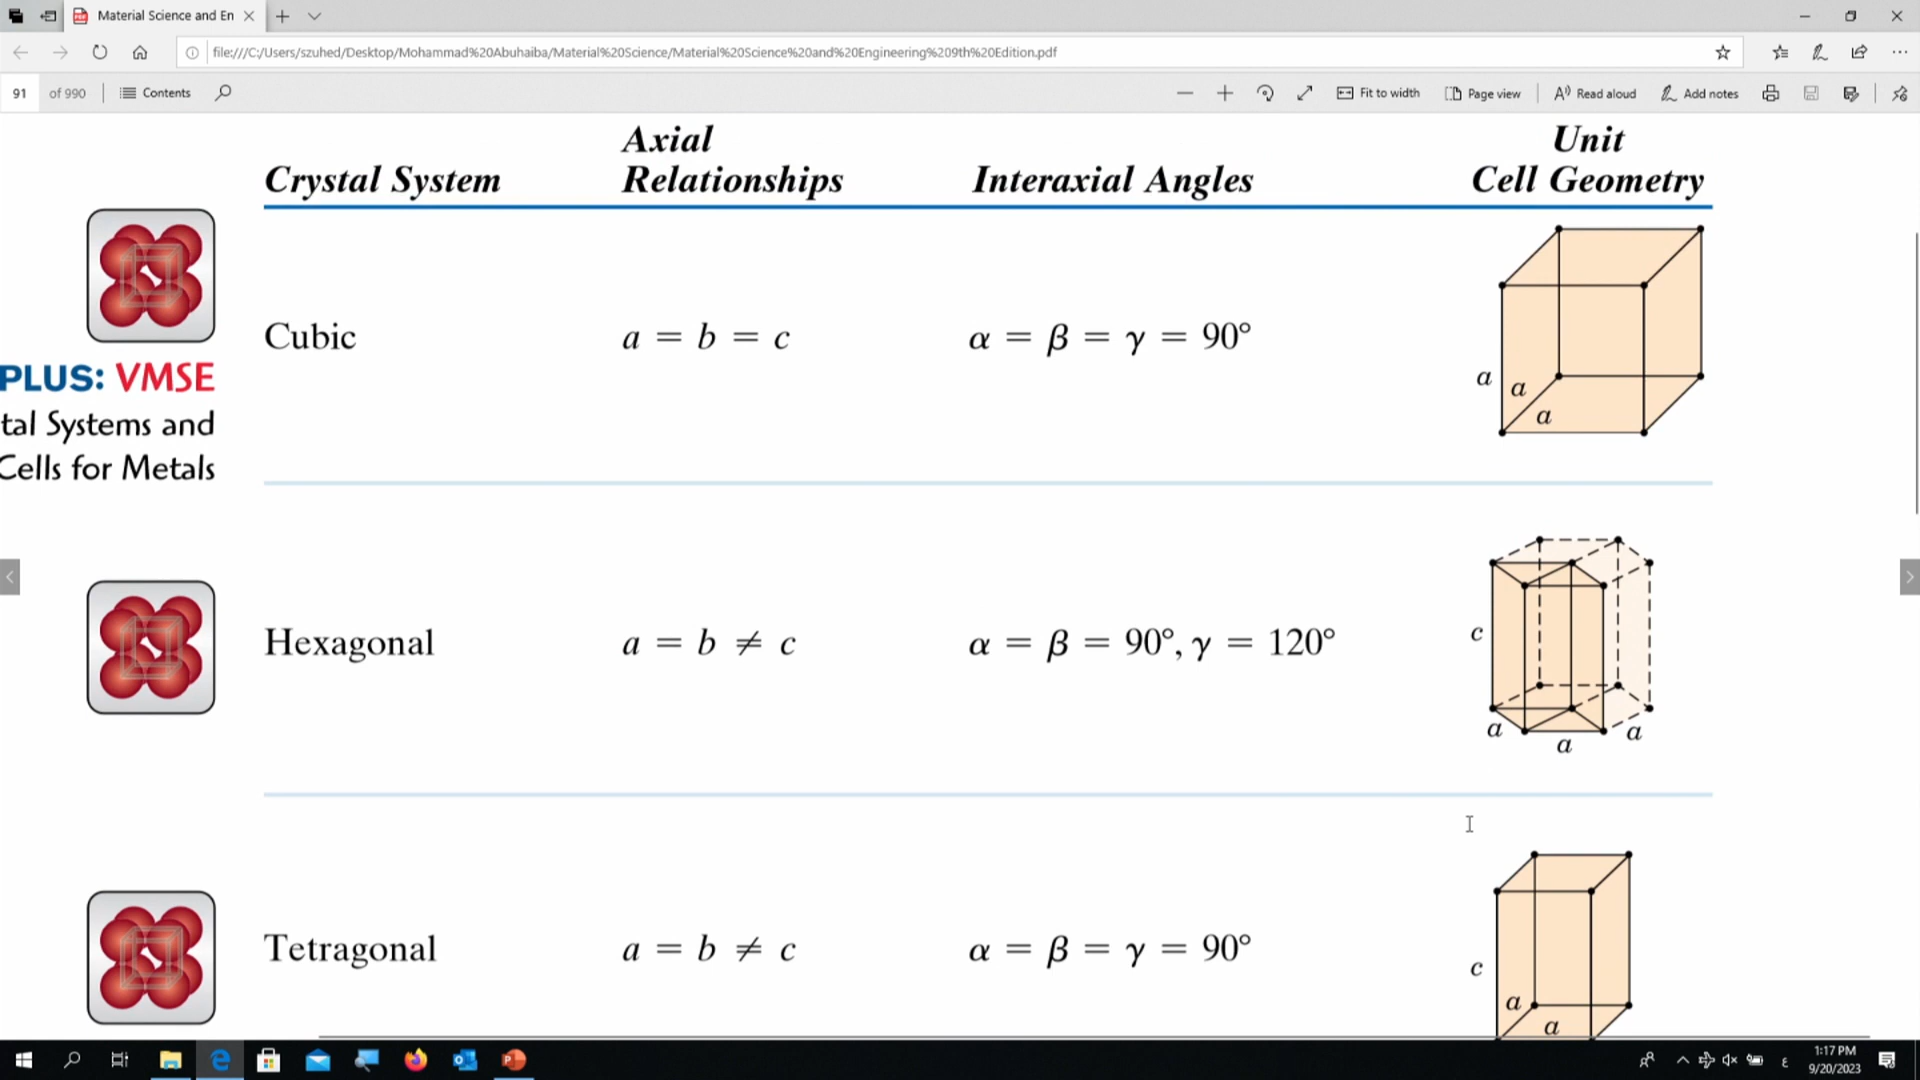 Material Science and En
file:///C:/Users/szuhed/Desktop/Mohammad%20Abuhaiba/Material%20Science/Material%20Science%20and%20Engineering%209th%20Edition.pdf
91 of 990 Contents Fit to width Page view Read aloud Add notes
Crystal System Axial Relationships Interaxial Angles Unit Cell Geometry
Cubic a = b = c α = β = γ = 90°
a
a
a
PLUS: VMSE
tal Systems and
Cells for Metals
Hexagonal a = b ≠ c α = β = 90°, γ = 120°
c
a
a
a
Tetragonal a = b ≠ c α = β = γ = 90°
c
a
a
1:17 PM
9/20/2023